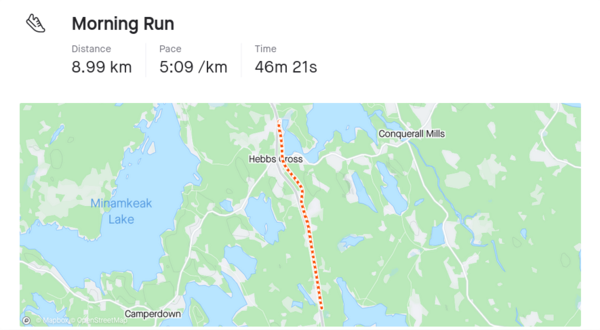 Morning Run
Distance Pace Time
8.99 km 5:09 /km 46m 21s
Conquerall Mills
Hebbs Cross
Minamkeak
Lake
Camperdown
© Mapbox © OpenStreetMap